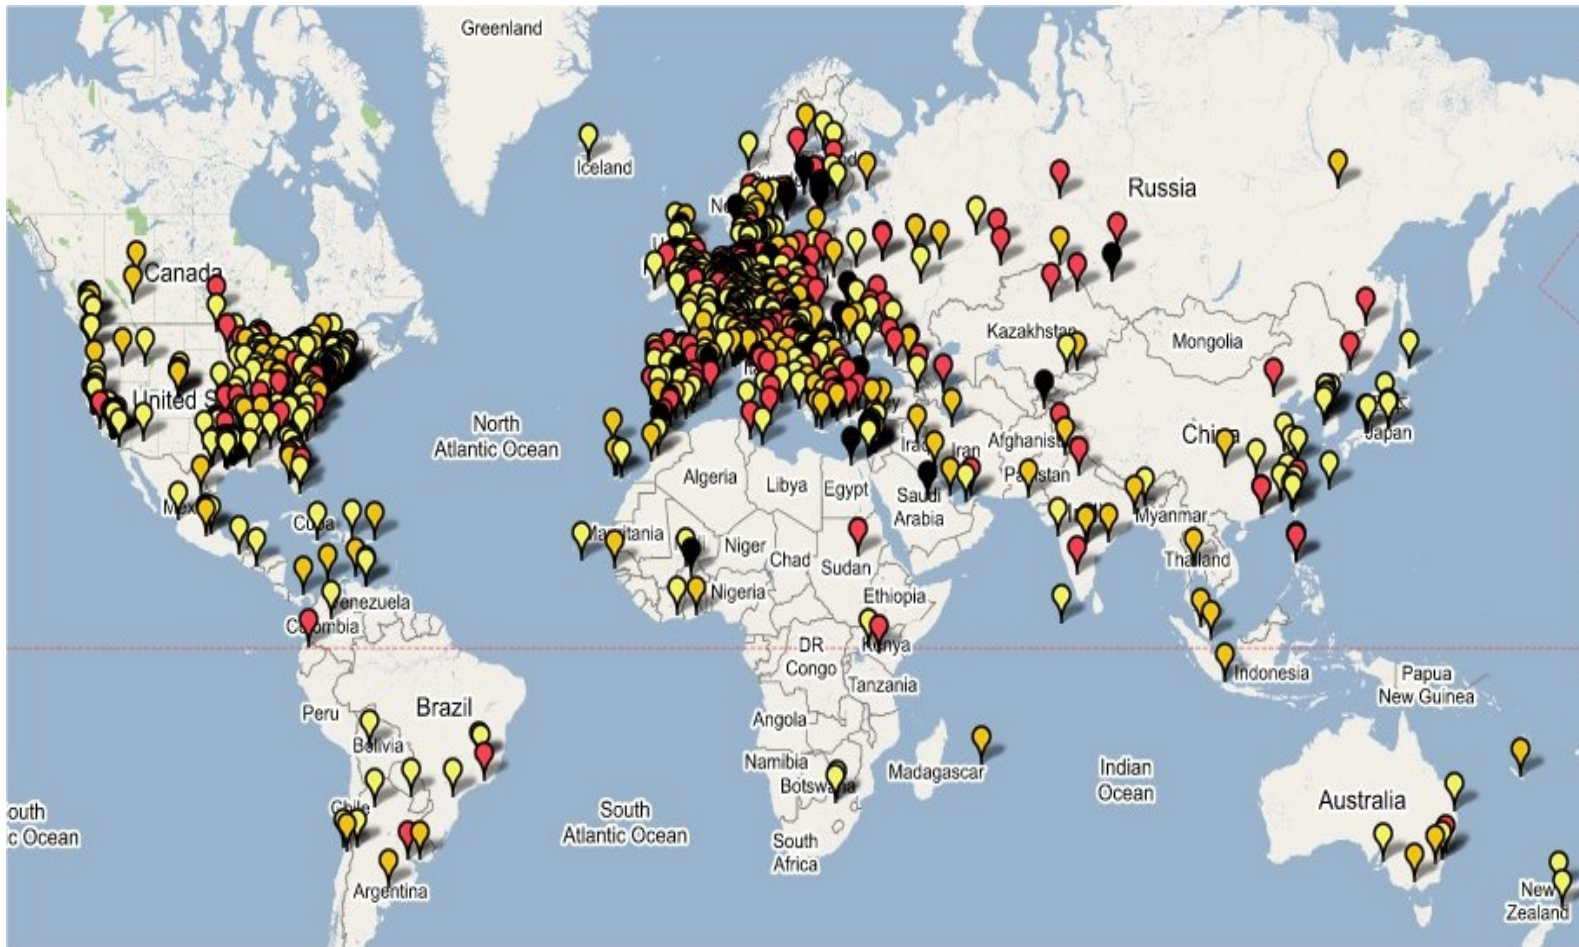 Greenland
Iceland
Russia
Canada
Kazakhstan
Mongolia
United S
North
Atlantic Ocean
China
Japan
Algeria
Libya
Egypt
Iraq
Iran
Afghanist
Pakistan
Saudi
Arabia
Mex
Cuba
Mauritania
Niger
Chad
Sudan
Myanmar
Thailand
Nigeria
Ethiopia
Venezuela
Colombia
DR
Congo
Kenya
Tanzania
Indonesia
Papua
New Guinea
Peru
Brazil
Angola
Bolivia
Namibia
Botswana
Madagascar
Indian
Ocean
Chile
outh
c Ocean
South
Atlantic Ocean
Australia
South
Africa
Argentina
New
Zealand